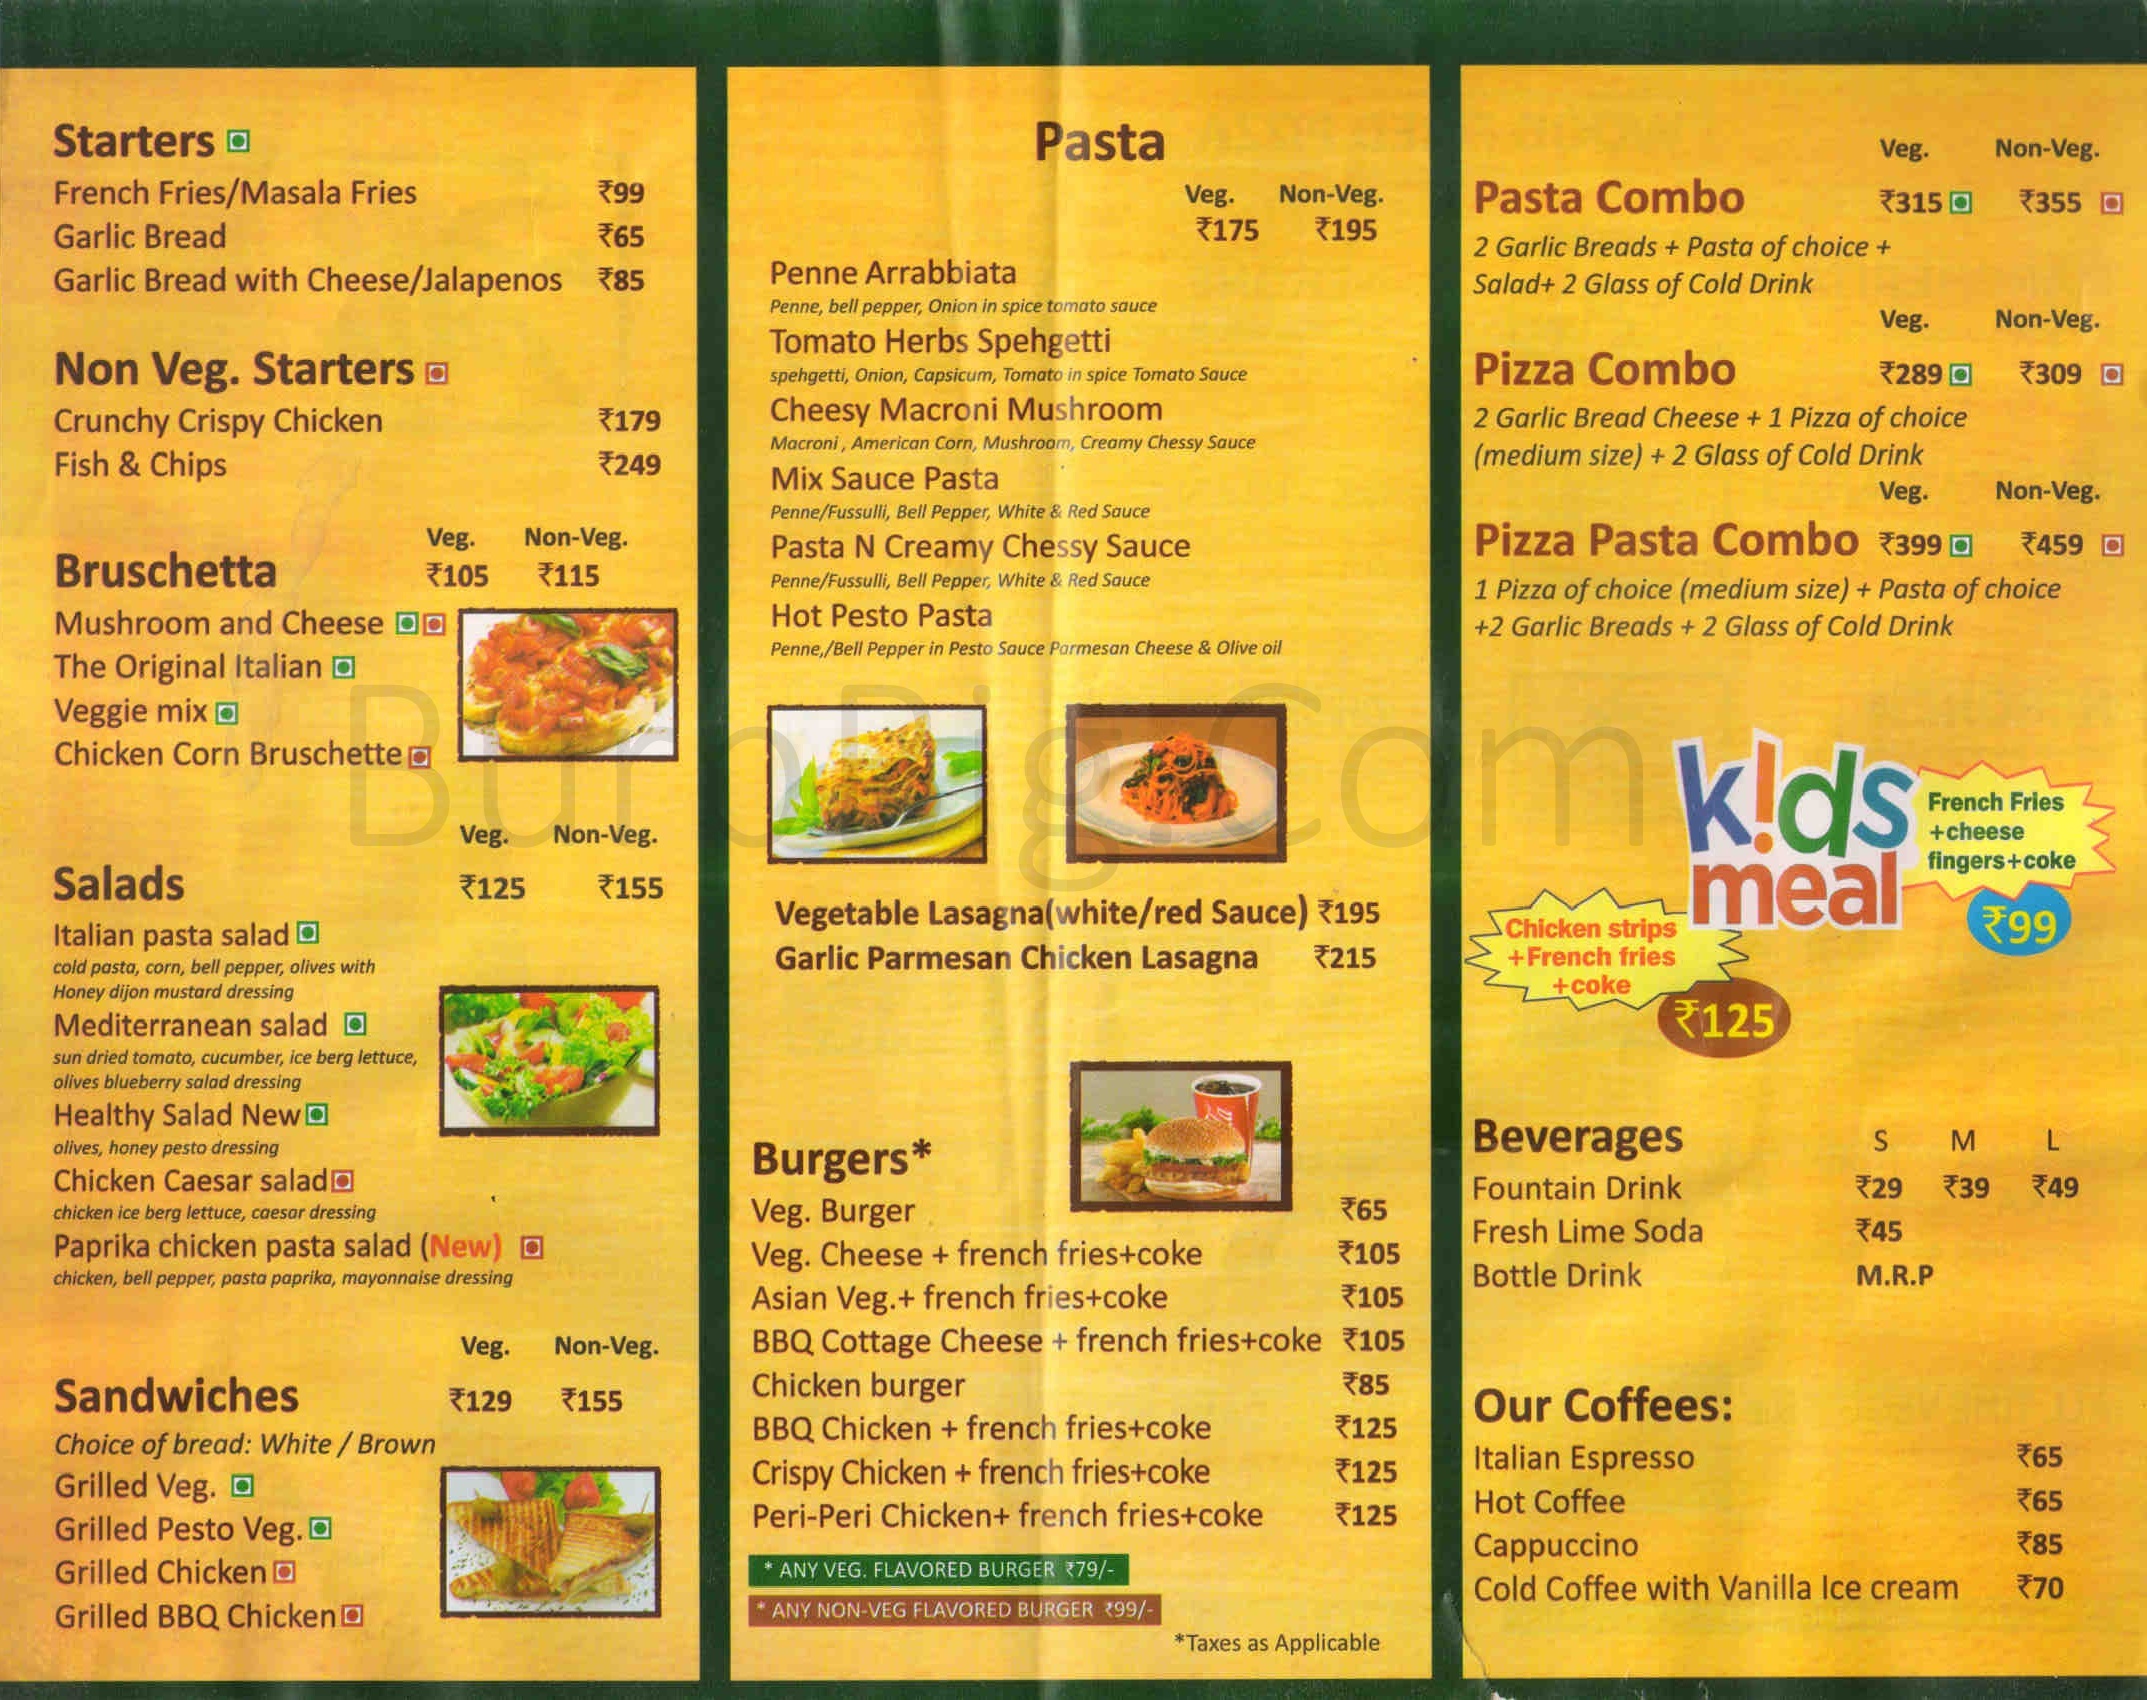 Starters
French Fries/Masala Fries ₹99
Garlic Bread ₹65
Garlic Bread with Cheese/Jalapenos ₹85
Non Veg. Starters
Crunchy Crispy Chicken ₹179
Fish & Chips ₹249
Veg. Non-Veg.
Bruschetta ₹105 ₹115
Mushroom and Cheese
The Original Italian
Veggie mix
Chicken Corn Bruschette
Veg. Non-Veg.
Salads ₹125 ₹155
Italian pasta salad
cold pasta, corn, bell pepper, olives with
Honey dijon mustard dressing
Mediterranean salad
sun dried tomato, cucumber, ice berg lettuce,
olives blueberry salad dressing
Healthy Salad New
olives, honey pesto dressing
Chicken Caesar salad
chicken ice berg lettuce, caesar dressing
Paprika chicken pasta salad (New)
chicken, bell pepper, pasta paprika, mayonnaise dressing
Veg. Non-Veg.
Sandwiches ₹129 ₹155
Choice of bread: White / Brown
Grilled Veg.
Grilled Pesto Veg.
Grilled Chicken
Grilled BBQ Chicken
Pasta
Veg. Non-Veg.
₹175 ₹195
Penne Arrabbiata
Penne, bell pepper, Onion in spice tomato sauce
Tomato Herbs Spehgetti
spehgetti, Onion, Capsicum, Tomato in spice Tomato Sauce
Cheesy Macroni Mushroom
Macroni, American Corn, Mushroom, Creamy Chessy Sauce
Mix Sauce Pasta
Penne/Fussulli, Bell Pepper, White & Red Sauce
Pasta N Creamy Chessy Sauce
Penne/Fussulli, Bell Pepper, White & Red Sauce
Hot Pesto Pasta
Penne,/Bell Pepper in Pesto Sauce Parmesan Cheese & Olive oil
BurpDig.Com
Vegetable Lasagna(white/red Sauce) ₹195
Garlic Parmesan Chicken Lasagna ₹215
Burgers*
Veg. Burger ₹65
Veg. Cheese + french fries+coke ₹105
Asian Veg.+ french fries+coke ₹105
BBQ Cottage Cheese + french fries+coke ₹105
Chicken burger ₹85
BBQ Chicken + french fries+coke ₹125
Crispy Chicken + french fries+coke ₹125
Peri-Peri Chicken+ french fries+coke ₹125
* ANY VEG. FLAVORED BURGER ₹79/-
* ANY NON-VEG FLAVORED BURGER ₹99/-
*Taxes as Applicable
Veg. Non-Veg.
Pasta Combo ₹315 ₹355
2 Garlic Breads + Pasta of choice +
Salad+ 2 Glass of Cold Drink
Veg. Non-Veg.
Pizza Combo ₹289 ₹309
2 Garlic Bread Cheese + 1 Pizza of choice
(medium size) + 2 Glass of Cold Drink
Veg. Non-Veg.
Pizza Pasta Combo ₹399 ₹459
1 Pizza of choice (medium size) + Pasta of choice
+2 Garlic Breads + 2 Glass of Cold Drink
k!ds
meal
French Fries
+cheese
fingers+coke
₹99
Chicken strips
+French fries
+coke
₹125
Beverages S M L
Fountain Drink ₹29 ₹39 ₹49
Fresh Lime Soda ₹45
Bottle Drink M.R.P
Our Coffees:
Italian Espresso ₹65
Hot Coffee ₹65
Cappuccino ₹85
Cold Coffee with Vanilla Ice cream ₹70